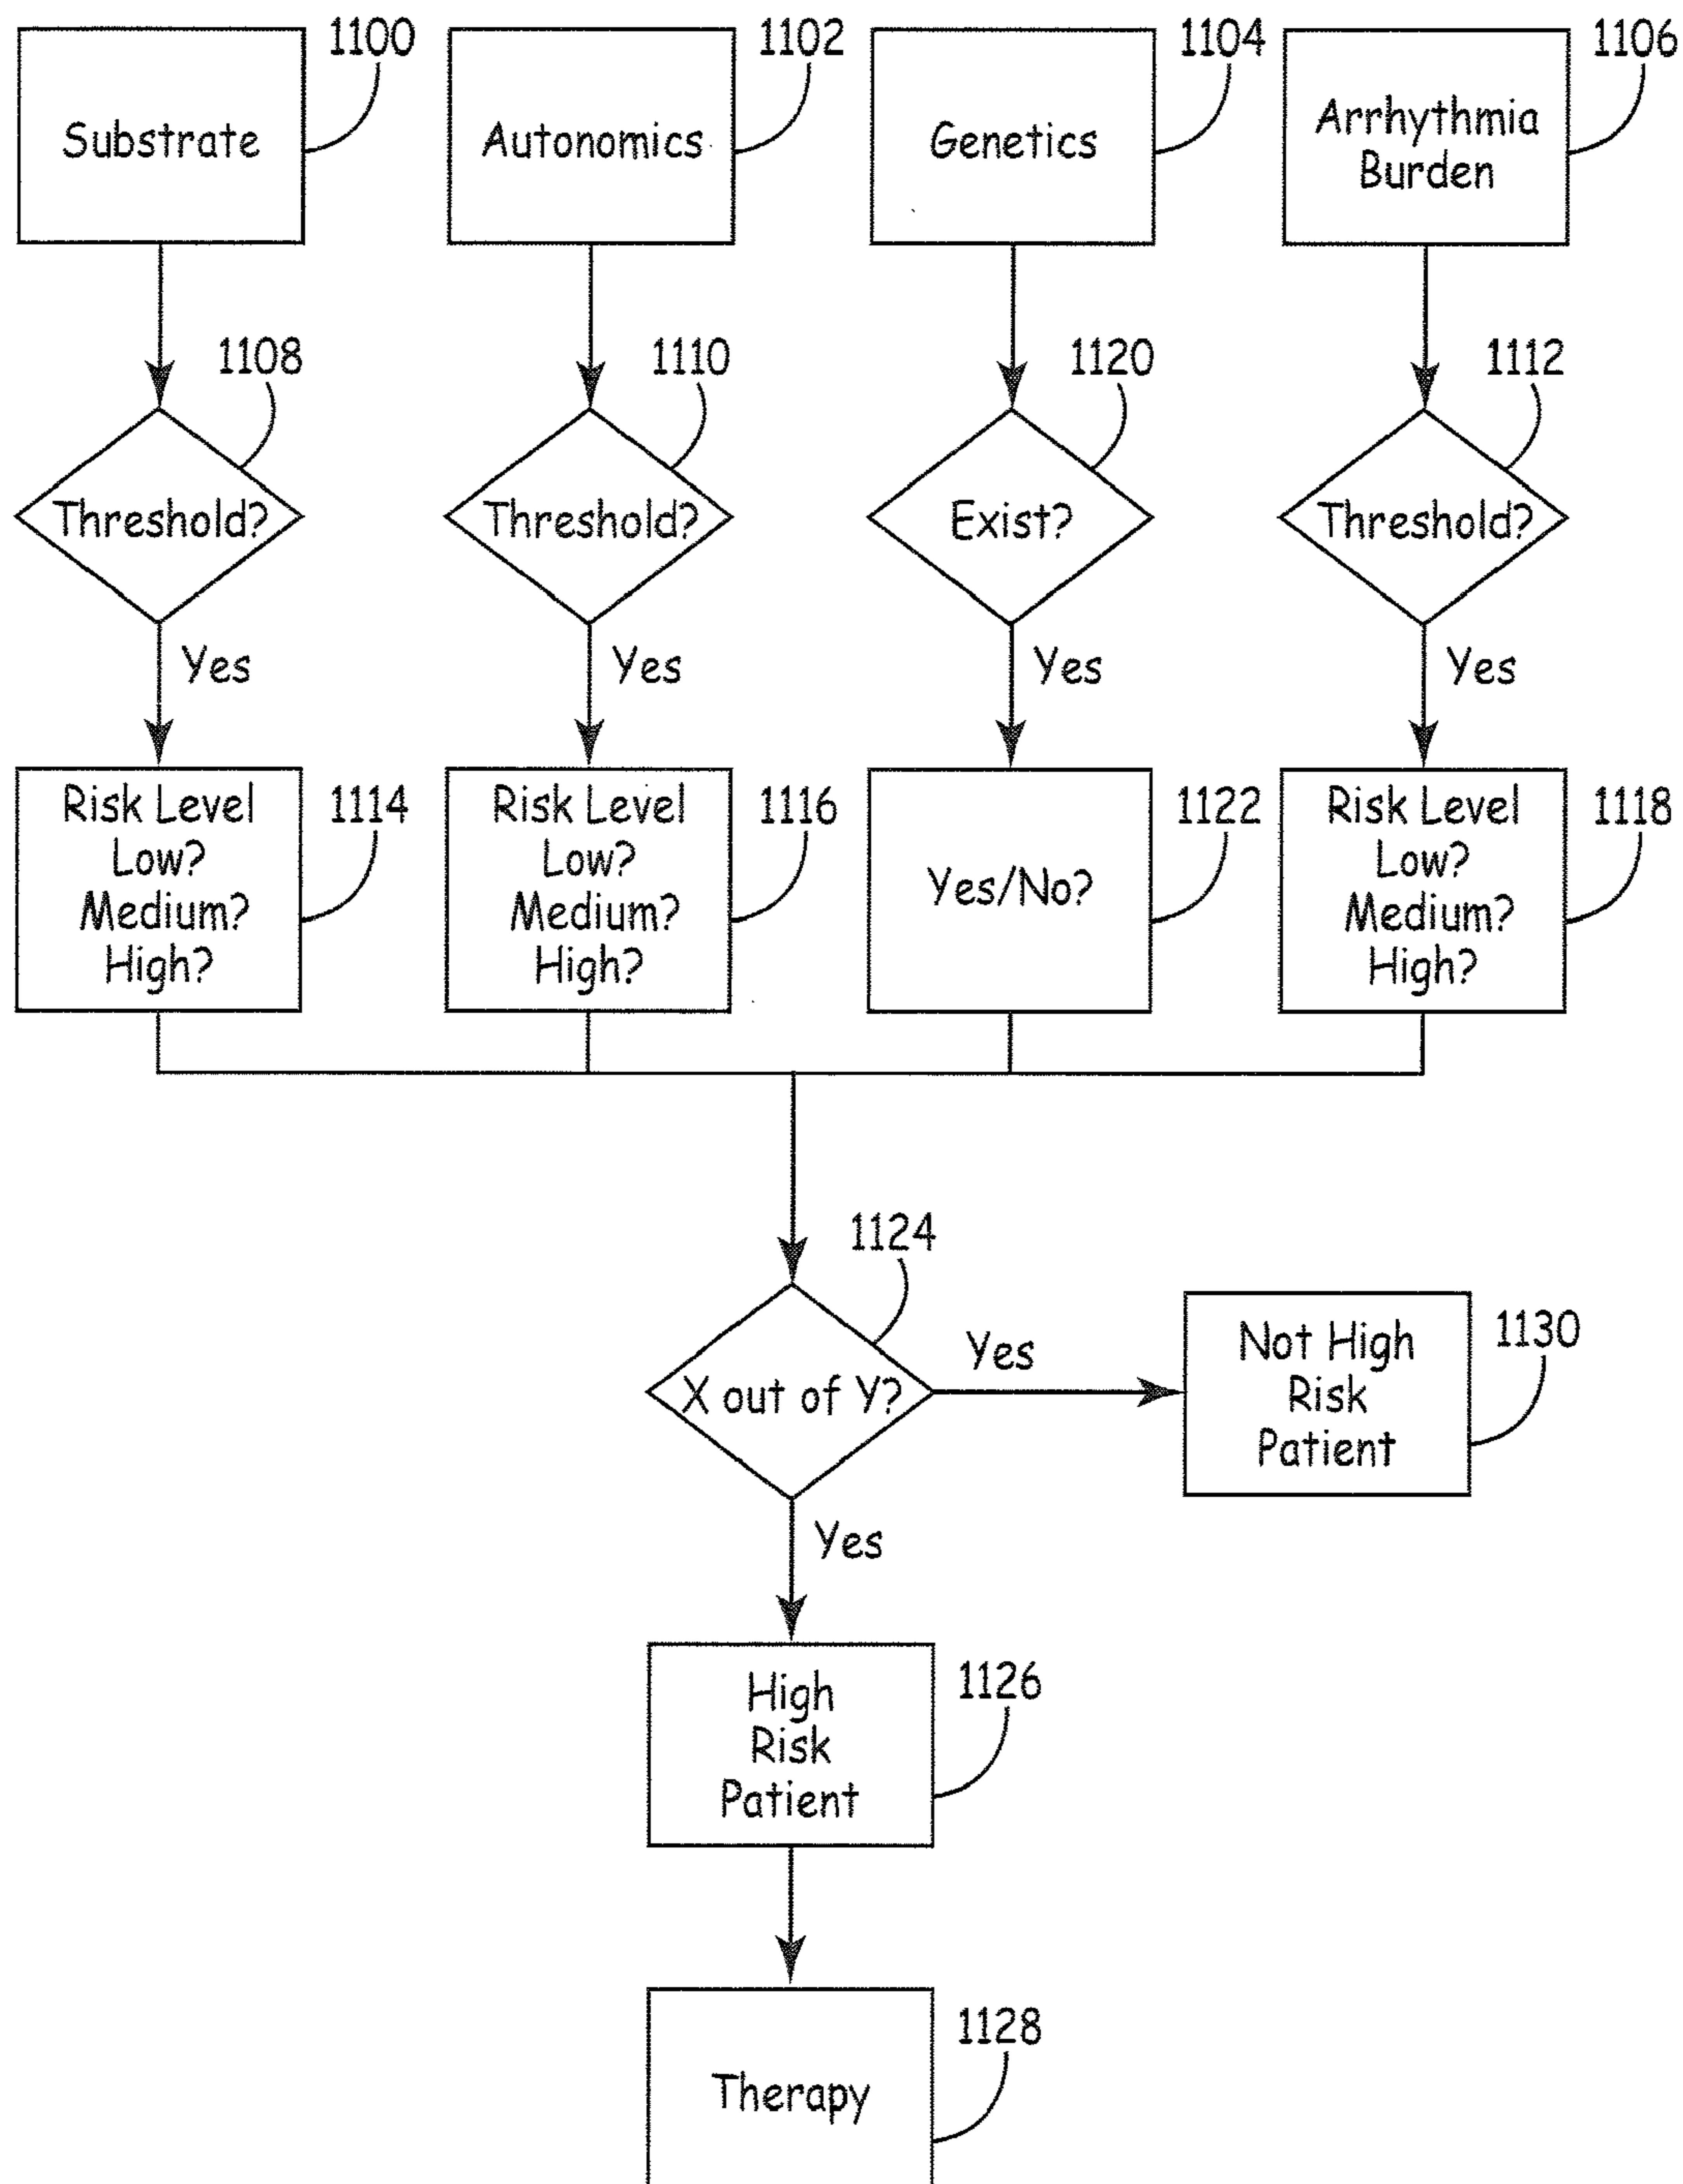 1100
1102
1104
1106
Substrate
Autonomics
Genetics
Arrhythmia
Burden
1108
1110
1120
1112
Threshold?
Threshold?
Exist?
Threshold?
Yes
Yes
Yes
Yes
Risk Level
Low?
Medium?
High?
1114
Risk Level
Low?
Medium?
High?
1116
Yes/No?
1122
Risk Level
Low?
Medium?
High?
1118
1124
X out of Y?
Yes
Not High
Risk
Patient
1130
Yes
High
Risk
Patient
1126
Therapy
1128